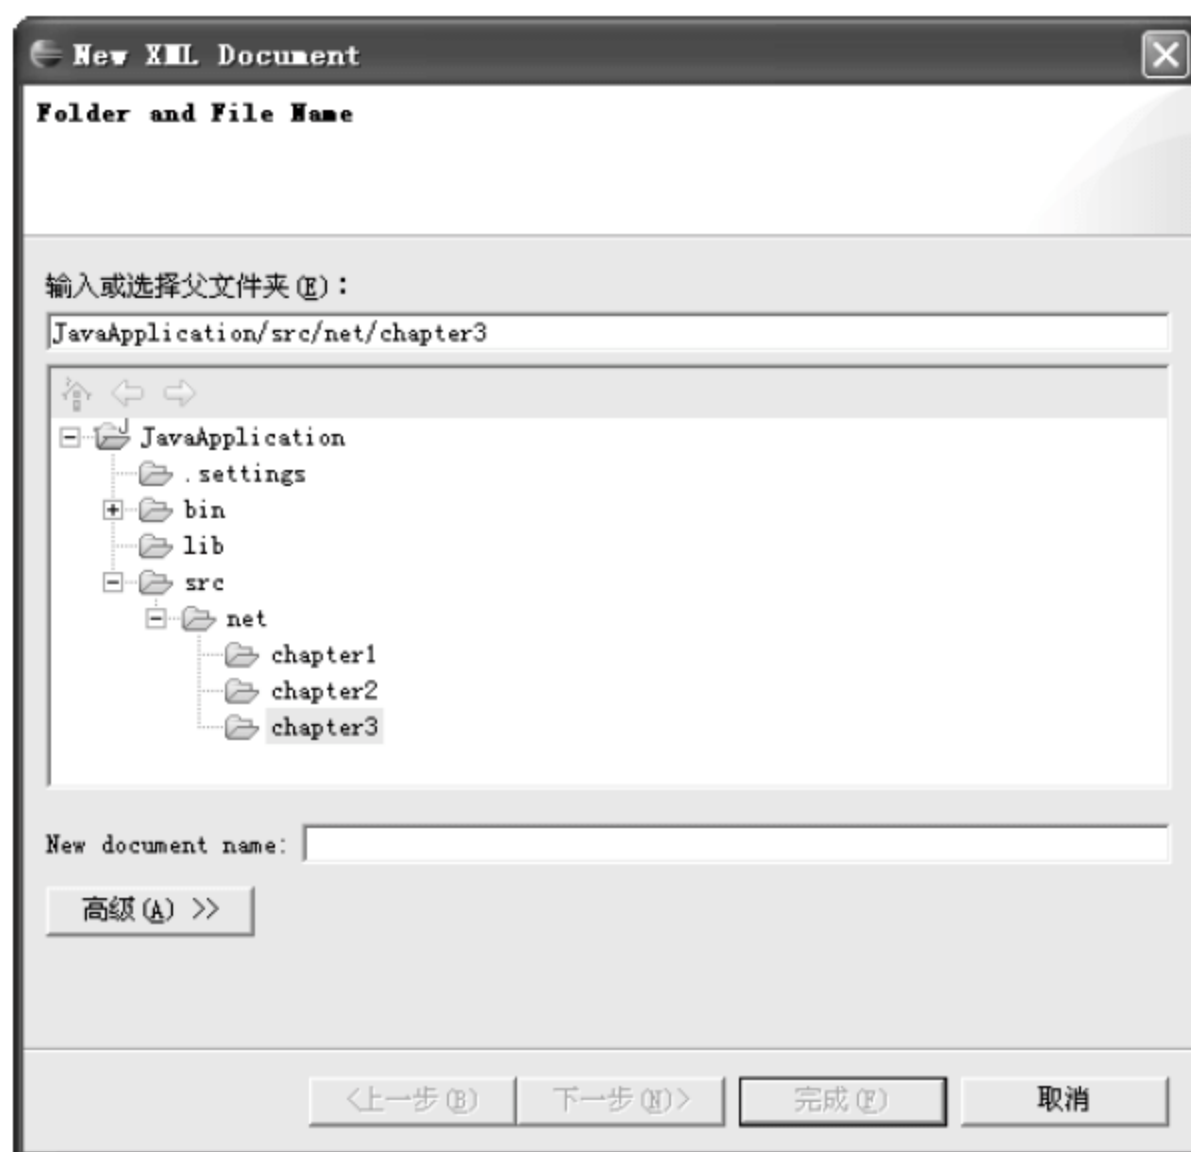 New XML Document
Folder and File Name
输入或选择父文件夹(E):
JavaApplication/src/net/chapter3
JavaApplication
.settings
bin
lib
src
net
chapter1
chapter2
chapter3
New document name:
高级(A) >>
<上一步(B)
下一步(N)>
完成(F)
取消